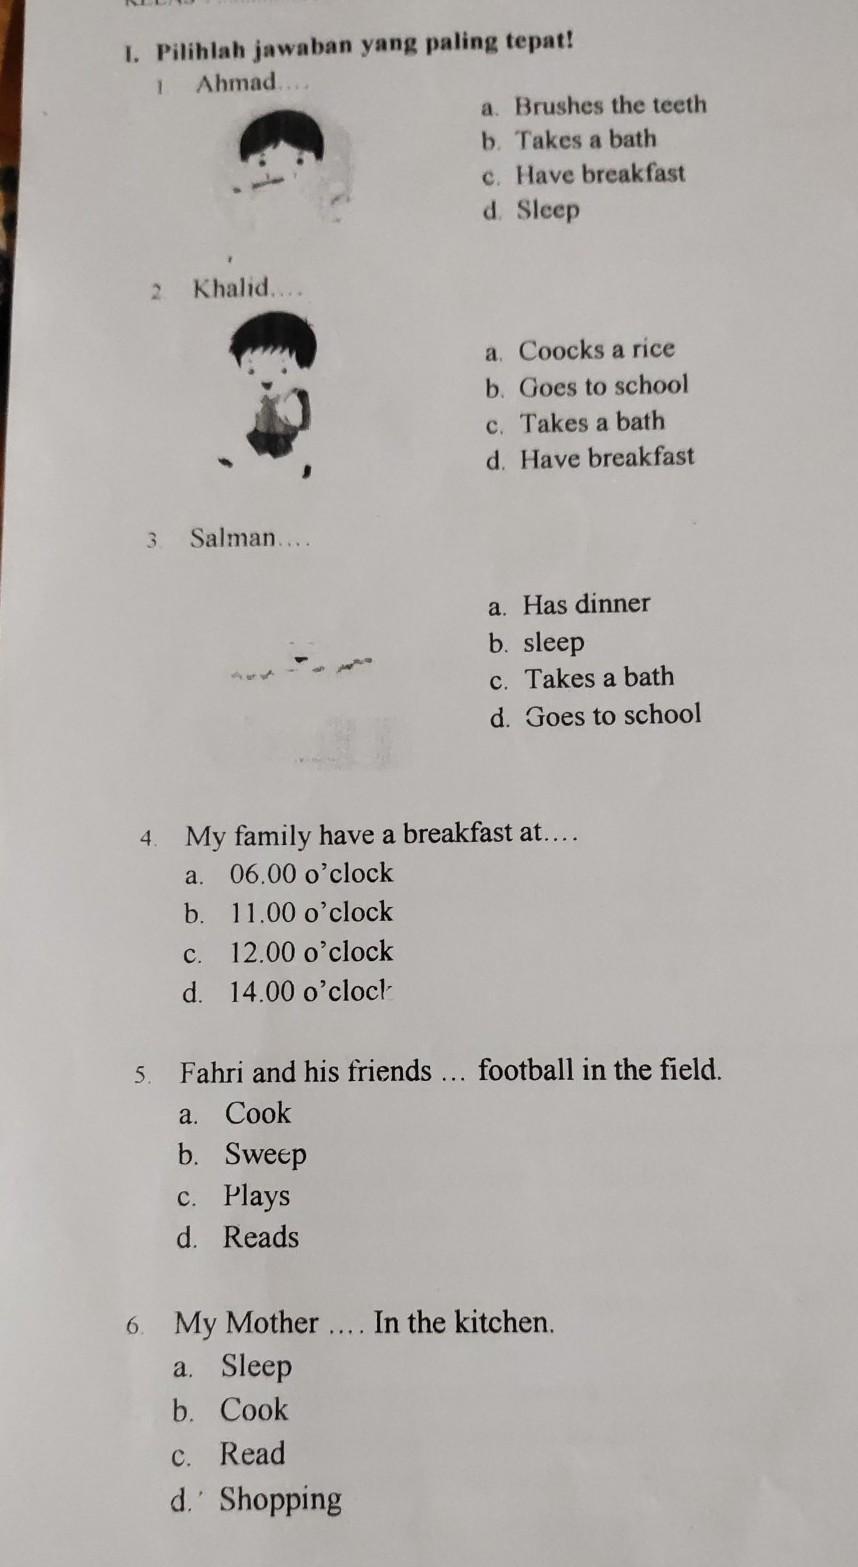 I. Pilihlah jawaban yang paling tepat!
1 Ahmad....
a. Brushes the teeth
b. Takes a bath
c. Have breakfast
d. Sleep
2 Khalid....
a. Coocks a rice
b. Goes to school
c. Takes a bath
d. Have breakfast
3. Salman....
a. Has dinner
b. sleep
c. Takes a bath
d. Goes to school
4. My family have a breakfast at....
a. 06.00 o'clock
b. 11.00 o'clock
c. 12.00 o'clock
d. 14.00 o'clock
5. Fahri and his friends ... football in the field.
a. Cook
b. Sweep
c. Plays
d. Reads
6. My Mother .... In the kitchen.
a. Sleep
b. Cook
c. Read
d. Shopping